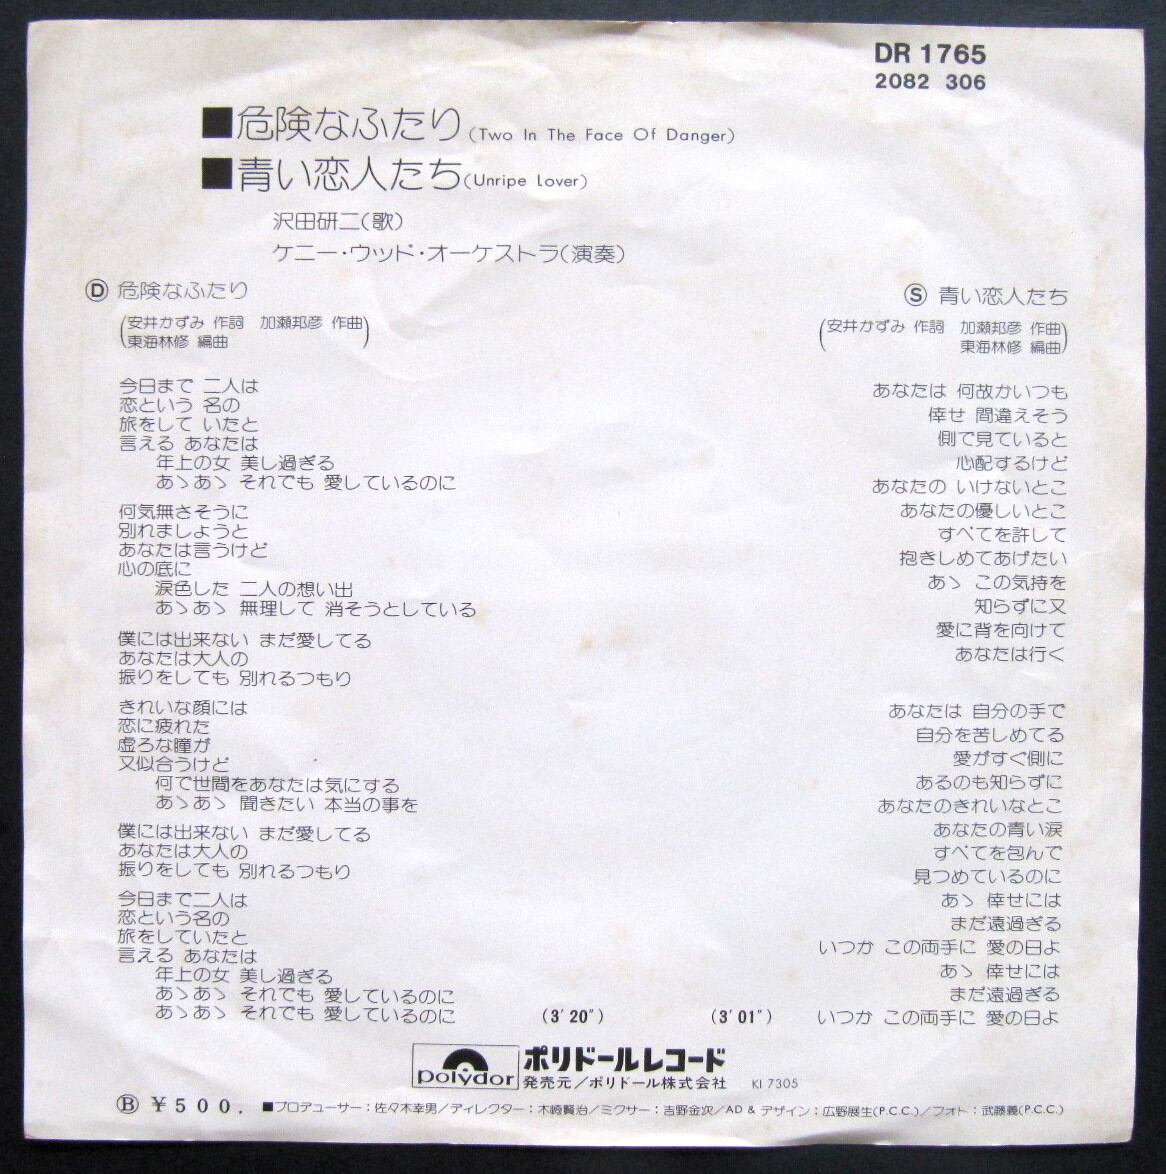 DR 1765
2082 306
■危険なふたり(Two In The Face Of Danger)
■青い恋人たち(Unripe Lover)
沢田研二(歌)
ケニー・ウッド・オーケストラ(演奏)
Ⓓ 危険なふたり
(安井かずみ 作詞 加瀬邦彦 作曲
東海林修 編曲)
今日まで 二人は
恋という 名の
旅をして いたと
言える あなたは
年上の女 美し過ぎる
あゝあゝ それでも 愛しているのに
何気無さそうに
別れましょうと
あなたは言うけど
心の底に
涙色した 二人の想い出
あゝあゝ 無理して 消そうとしている
僕には出来ない まだ愛してる
あなたは大人の
振りをしても 別れるつもり
きれいな顔には
恋に疲れた
虚ろな瞳が
又似合うけど
何で世間をあなたは気にする
あゝあゝ 聞きたい 本当の事を
僕には出来ない まだ愛してる
あなたは大人の
振りをしても 別れるつもり
今日まで二人は
恋という名の
旅をしていたと
言える あなたは
年上の女 美し過ぎる
あゝあゝ それでも 愛しているのに
あゝあゝ それでも 愛しているのに
(3′20″)
Ⓢ 青い恋人たち
(安井かずみ 作詞 加瀬邦彦 作曲
東海林修 編曲)
あなたは 何故かいつも
倖せ 間違えそう
側で見ていると
心配するけど
あなたの いけないとこ
あなたの優しいとこ
すべてを許して
抱きしめてあげたい
あゝ この気持を
知らずに又
愛に背を向けて
あなたは行く
あなたは 自分の手で
自分を苦しめてる
愛がすぐ側に
あるのも知らずに
あなたのきれいなとこ
あなたの青い涙
すべてを包んで
見つめているのに
あゝ 倖せには
まだ遠過ぎる
いつか この両手に 愛の日よ
あゝ 倖せには
まだ遠過ぎる
(3′01″) いつか この両手に 愛の日よ
polydor ポリドールレコード
発売元/ポリドール株式会社 KI 7305
Ⓑ ¥500. ■プロデューサー:佐々木幸男/ディレクター:木﨑賢治/ミクサー:吉野金次/AD & デザイン:広野展生(P.C.C.)/フォト:武藤義(P.C.C.)